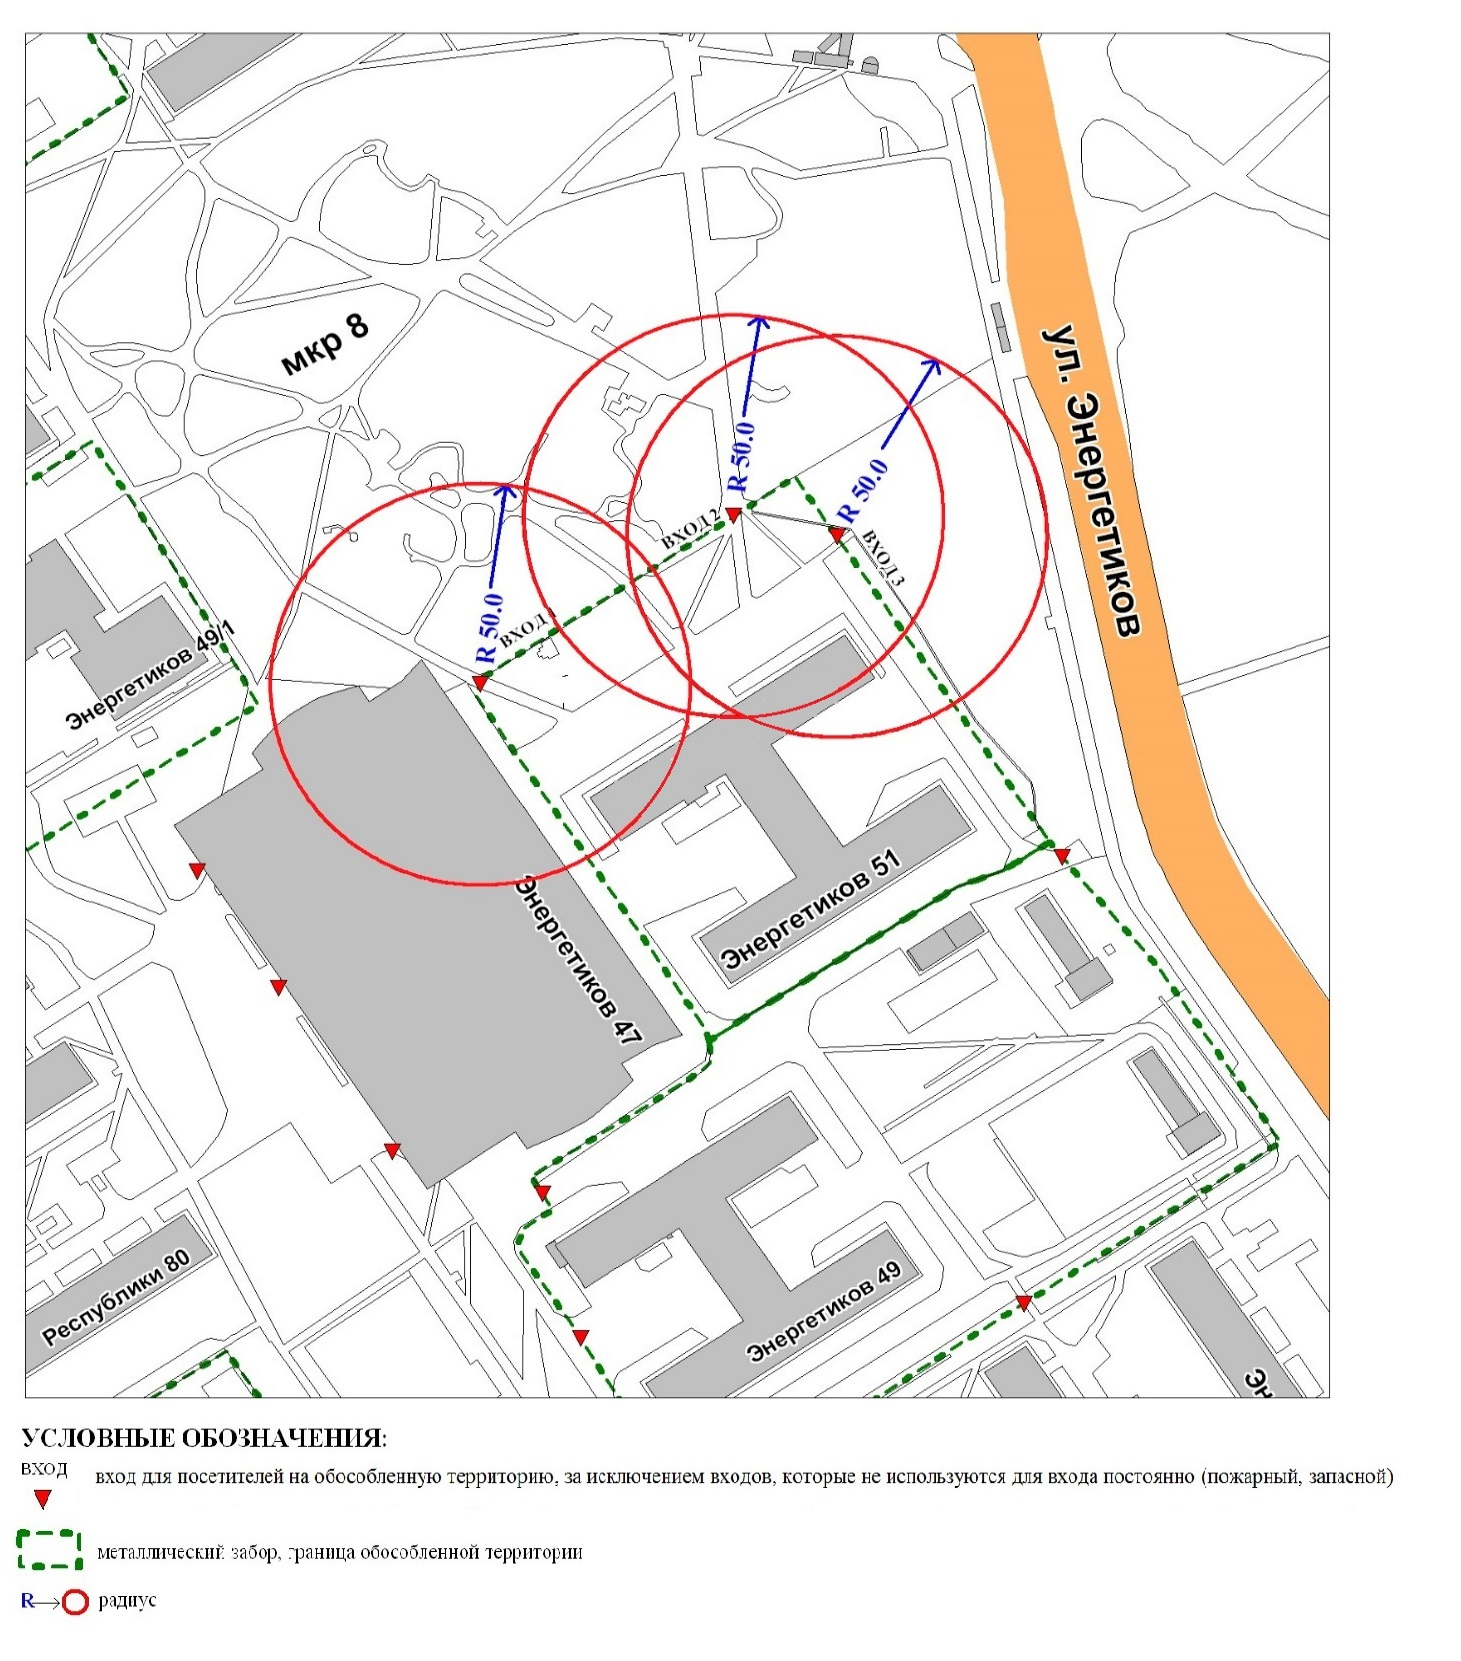 мкр 8
ул. Энергетиков
R 50.0
R 50.0
R 50.0
ВХОД 2
ВХОД 3
ВХОД 1
Энергетиков 49/1
Энергетиков 51
Энергетиков 47
Республики 80
Энергетиков 49
Эн
УСЛОВНЫЕ ОБОЗНАЧЕНИЯ:
ВХОД
вход для посетителей на обособленную территорию, за исключением входов, которые не используются для входа постоянно (пожарный, запасной)
металлический забор, граница обособленной территории
R
радиус